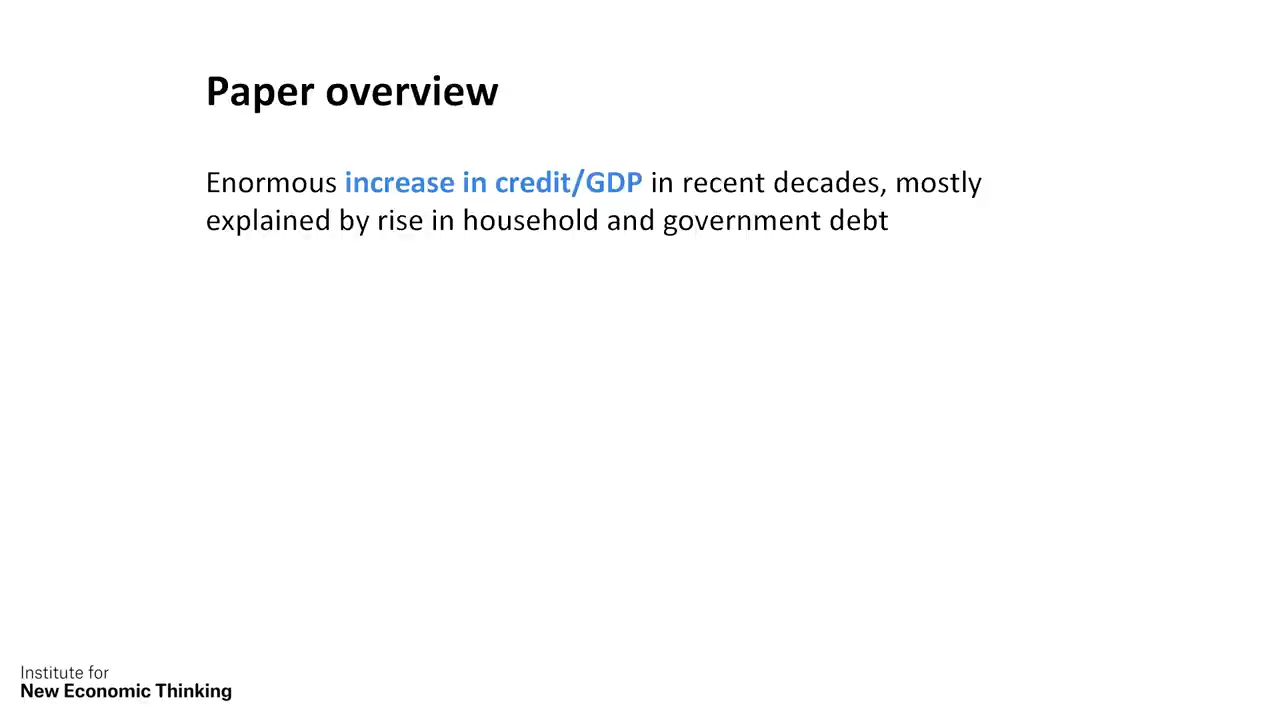 Paper overview
Enormous increase in credit/GDP in recent decades, mostly
explained by rise in household and government debt
Institute for
New Economic Thinking